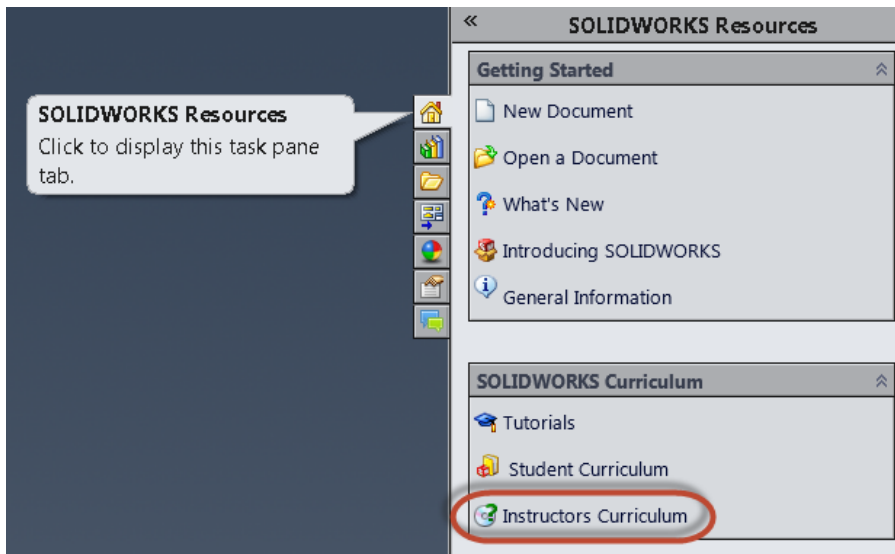 SOLIDWORKS Resources
SOLIDWORKS Resources
Click to display this task pane
tab.
Getting Started
New Document
Open a Document
What's New
Introducing SOLIDWORKS
General Information
SOLIDWORKS Curriculum
Tutorials
Student Curriculum
Instructors Curriculum